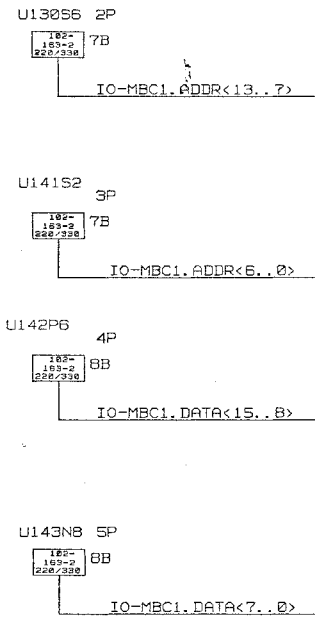 U130S6 2P
102-
163-2
220/330
7B
IO-MBC1.ADDR<13..7>
U141S2
3P
102-
163-2
220/330
7B
IO-MBC1.ADDR<6..0>
U142P6
4P
102-
163-2
220/330
8B
IO-MBC1.DATA<15..8>
U143N8 5P
102-
163-2
220/330
8B
IO-MBC1.DATA<7..0>